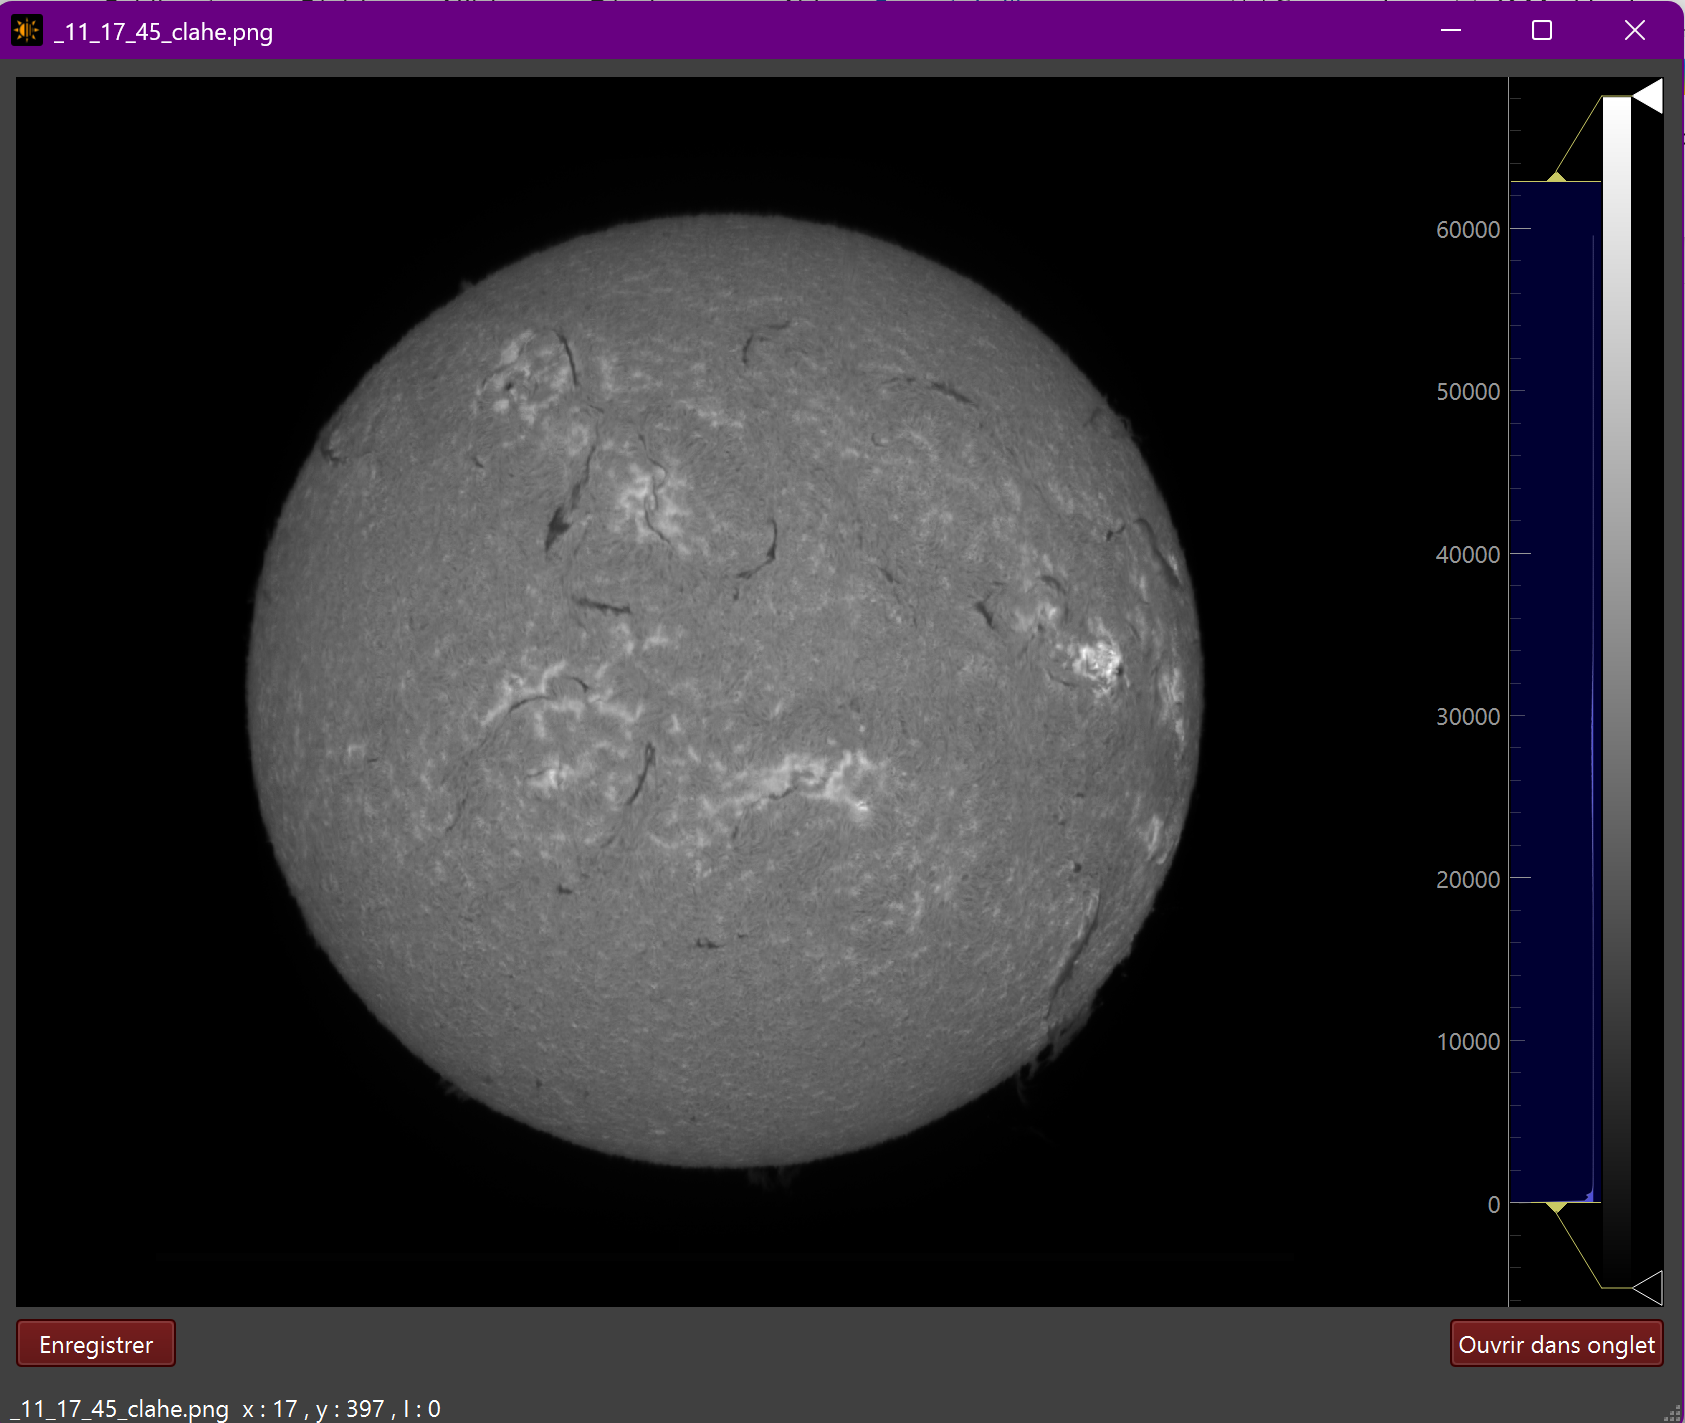 _11_17_45_clahe.png
60000
50000
40000
30000
20000
10000
0
Enregistrer
Ouvrir dans onglet
_11_17_45_clahe.png x : 17 , y : 397 , I : 0